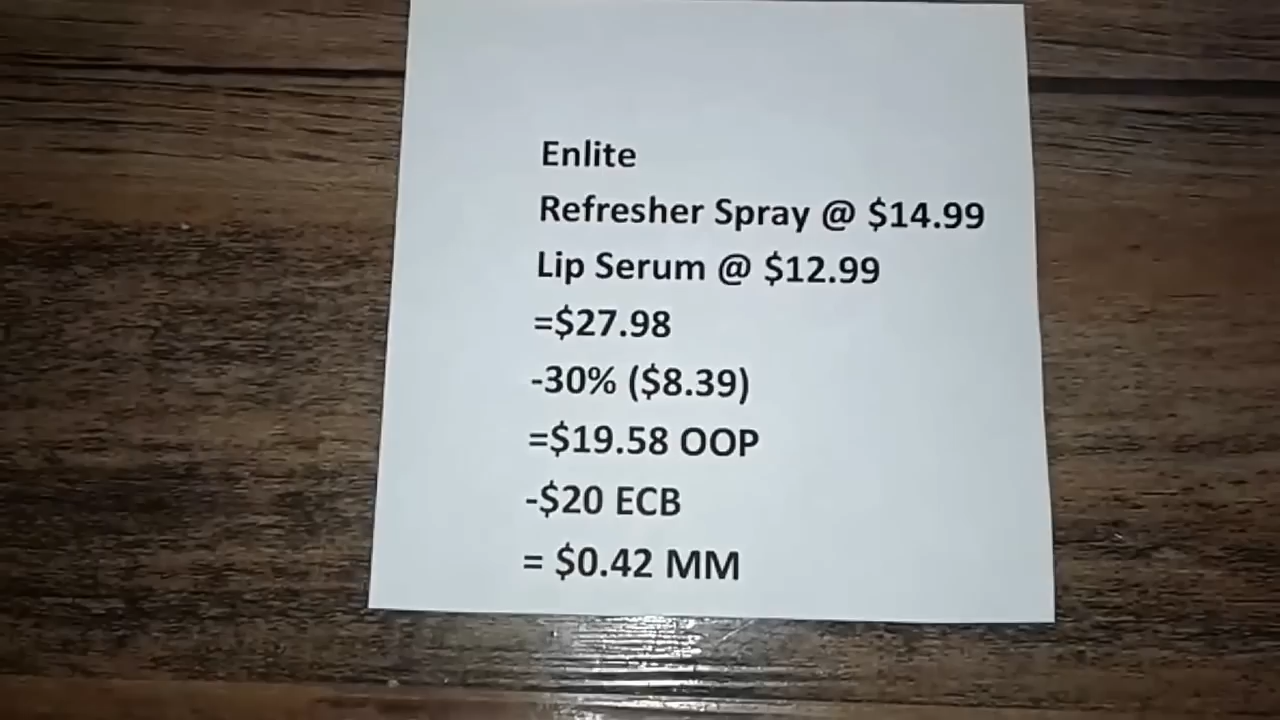 Enlite
Refresher Spray @ $14.99
Lip Serum @ $12.99
=$27.98
-30% ($8.39)
=$19.58 OOP
-$20 ECB
= $0.42 MM